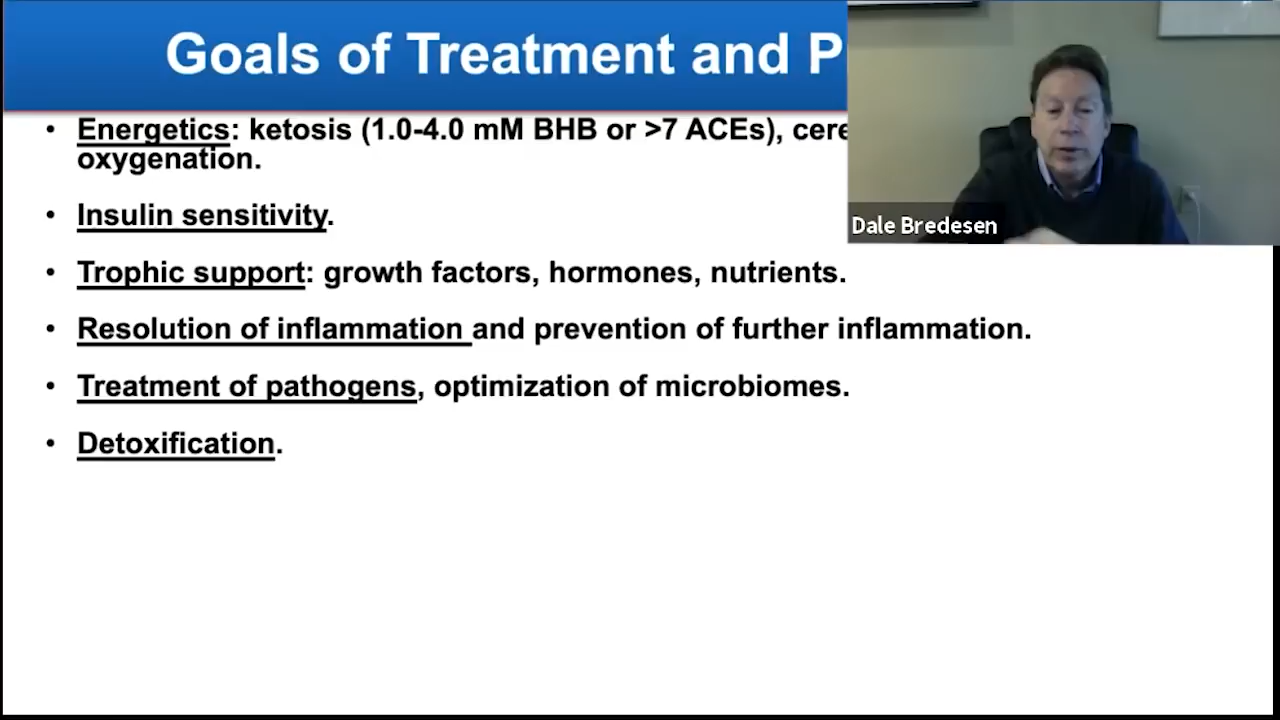 Goals of Treatment and P
• Energetics: ketosis (1.0-4.0 mM BHB or >7 ACEs), cere
oxygenation.
• Insulin sensitivity.
• Trophic support: growth factors, hormones, nutrients.
• Resolution of inflammation and prevention of further inflammation.
• Treatment of pathogens, optimization of microbiomes.
• Detoxification.
Dale Bredesen